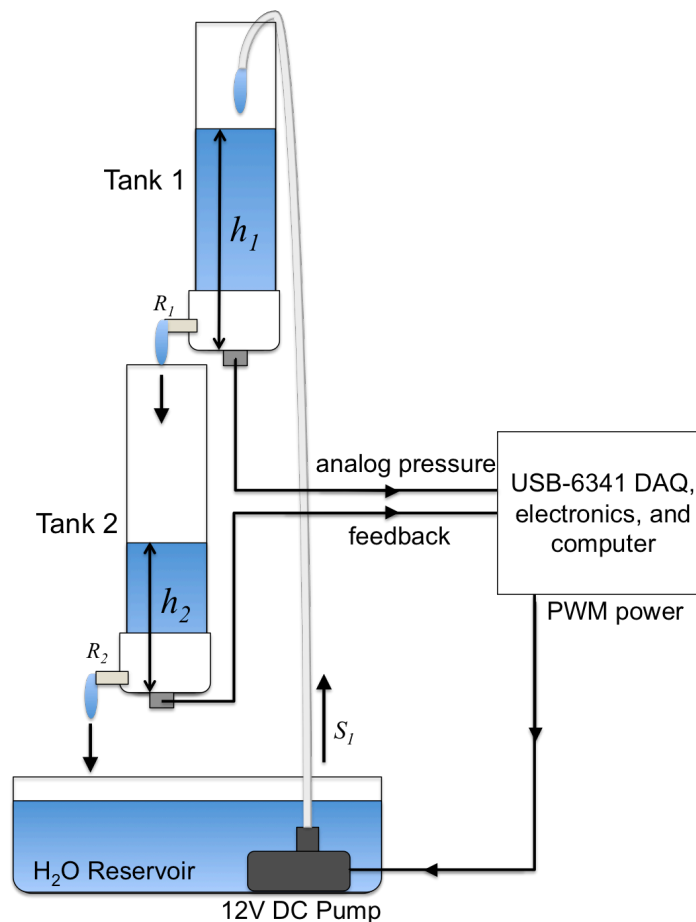 Tank 1
h1
R1
analog pressure
USB-6341 DAQ,
electronics, and
computer
Tank 2
feedback
h2
PWM power
R2
S1
H2O Reservoir
12V DC Pump